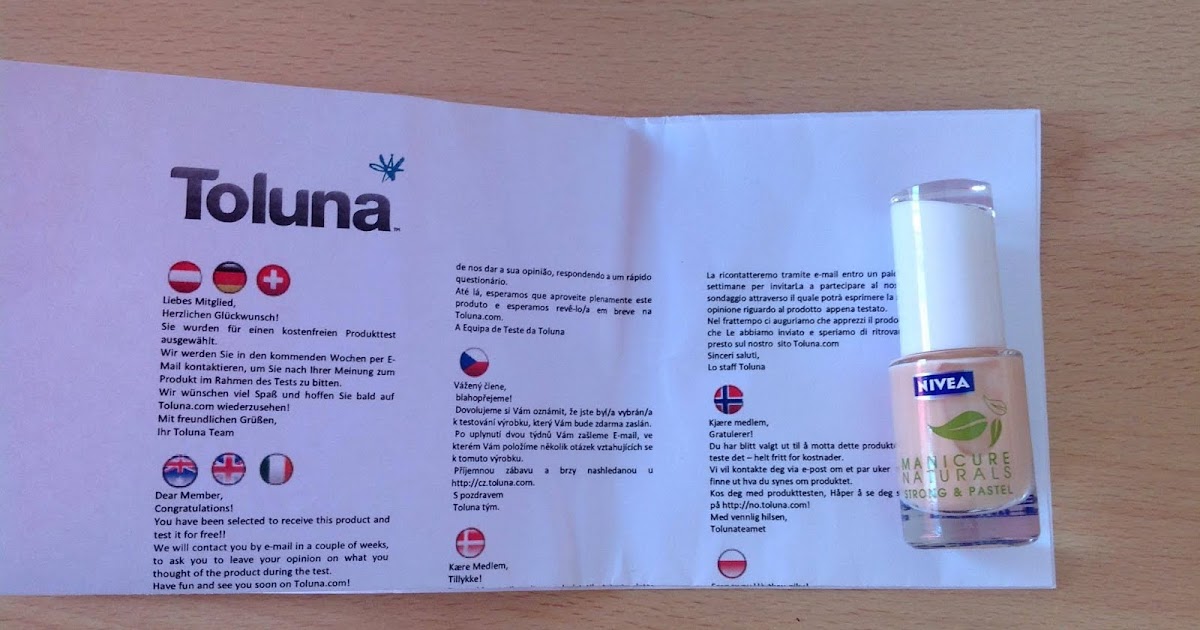 Toluna™
Liebes Mitglied,
Herzlichen Glückwunsch!
Sie wurden für einen kostenfreien Produkttest
ausgewählt.
Wir werden Sie in den kommenden Wochen per E-
Mail kontaktieren, um Sie nach Ihrer Meinung zum
Produkt im Rahmen des Tests zu bitten.
Wir wünschen viel Spaß und hoffen Sie bald auf
Toluna.com wiederzusehen!
Mit freundlichen Grüßen,
Ihr Toluna Team
Dear Member,
Congratulations!
You have been selected to receive this product and
test it for free!!
We will contact you by e-mail in a couple of weeks,
to ask you to leave your opinion on what you
thought of the product during the test.
Have fun and see you soon on Toluna.com!
de nos dar a sua opinião, respondendo a um rápido
questionário.
Até lá, esperamos que aproveite plenamente este
produto e esperamos revê-lo/a em breve na
Toluna.com.
A Equipa de Teste da Toluna
Vážený člene,
blahopřejeme!
Dovolujeme si Vám oznámit, že jste byl/a vybrán/a
k testování výrobku, který Vám bude zdarma zaslán.
Po uplynutí dvou týdnů Vám zašleme E-mail, ve
kterém Vám položíme několik otázek vztahujících se
k tomuto výrobku.
Příjemnou zábavu a brzy nashledanou u
http://cz.toluna.com.
S pozdravem
Toluna tým.
Kære Medlem,
Tillykke!
La ricontatteremo tramite e-mail entro un
settimane per invitarLa a partecipare al
sondaggio attraverso il quale potrà esprimere la
opinione riguardo al prodotto appena testato.
Nel frattempo ci auguriamo che apprezzi il
che Le abbiamo inviato e speriamo di
presto sul nostro sito Toluna.com
Sinceri saluti,
Lo staff Toluna
Kjære medlem,
Gratulerer!
Du har blitt valgt ut til å motta dette
teste det – helt fritt for kostnader.
Vi vil kontakte deg via e-post om et par uker
finne ut hva du synes om produktet.
Kos deg med produkttesten, Håper å se deg
på http://no.toluna.com!
Med vennlig hilsen,
Tolunateamet
NIVEA
MANICURE
NATURALS
STRONG & PASTEL